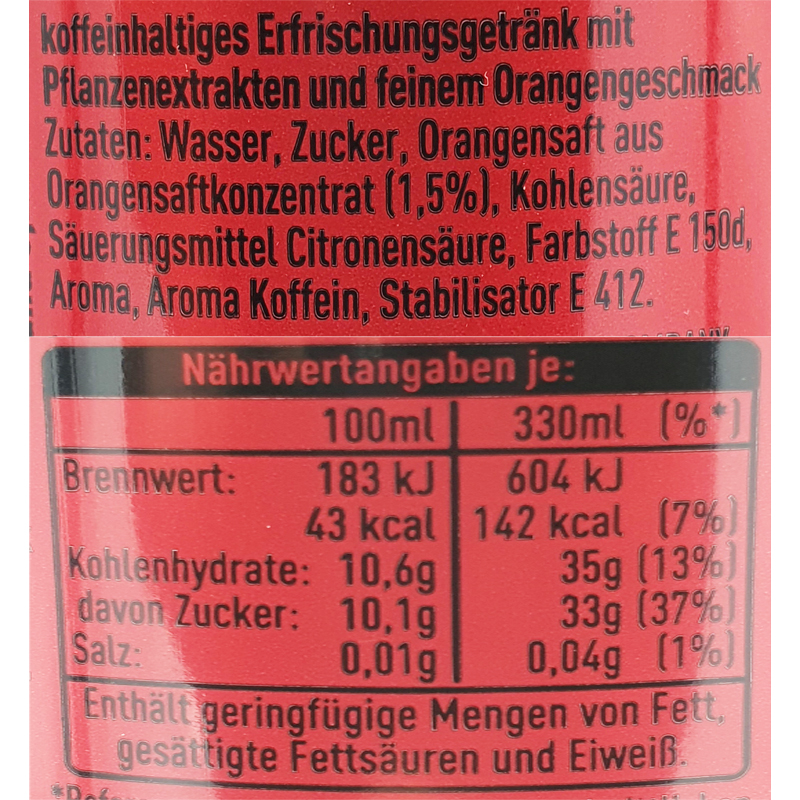 koffeinhaltiges Erfrischungsgetränk mit
Pflanzenextrakten und feinem Orangengeschmack
Zutaten: Wasser, Zucker, Orangensaft aus
Orangensaftkonzentrat (1,5%), Kohlensäure,
Säuerungsmittel Citronensäure, Farbstoff E 150d,
Aroma, Aroma Koffein, Stabilisator E 412.
Nährwertangaben je:
100ml 330ml (%*)
Brennwert: 183 kJ 604 kJ
43 kcal 142 kcal (7%)
Kohlenhydrate: 10,6g 35g (13%)
davon Zucker: 10,1g 33g (37%)
Salz: 0,01g 0,04g (1%)
Enthält geringfügige Mengen von Fett,
gesättigte Fettsäuren und Eiweiß.